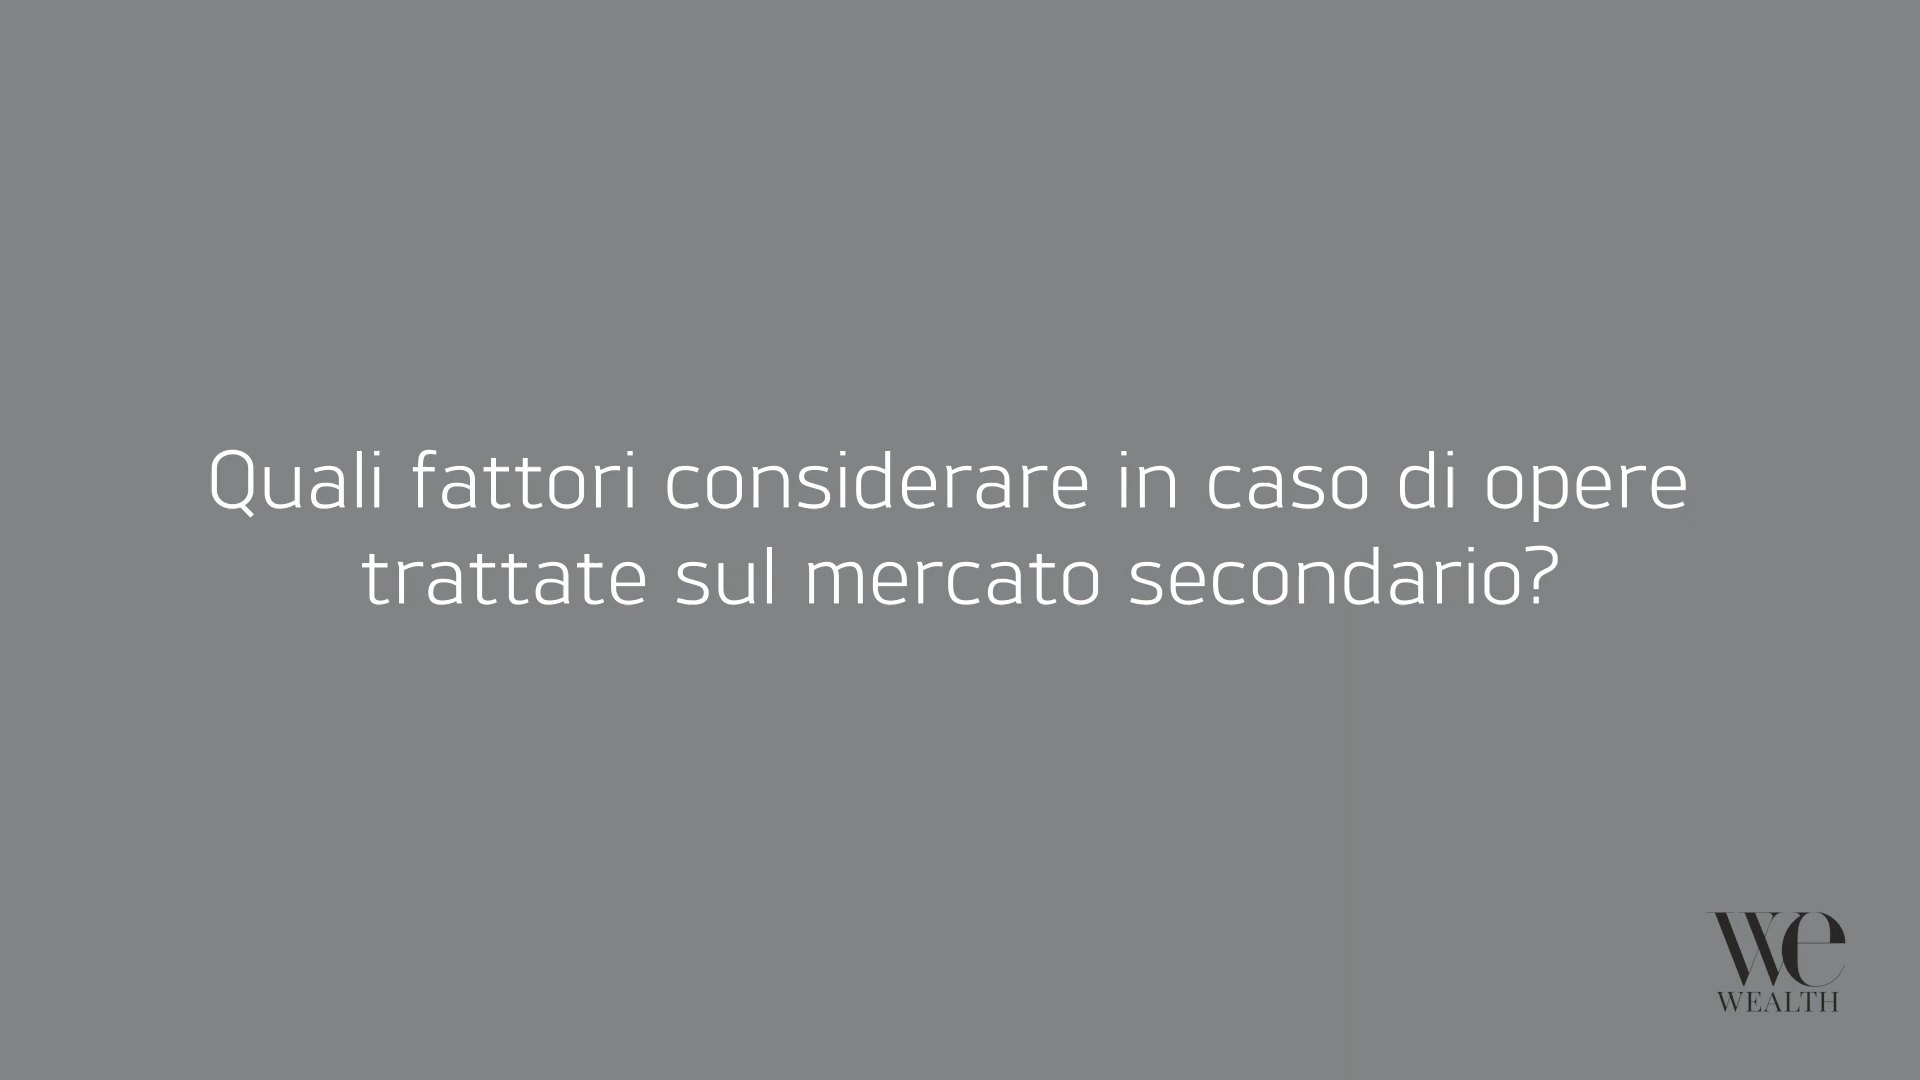 Quali fattori considerare in caso di opere
trattate sul mercato secondario?
we
WEALTH